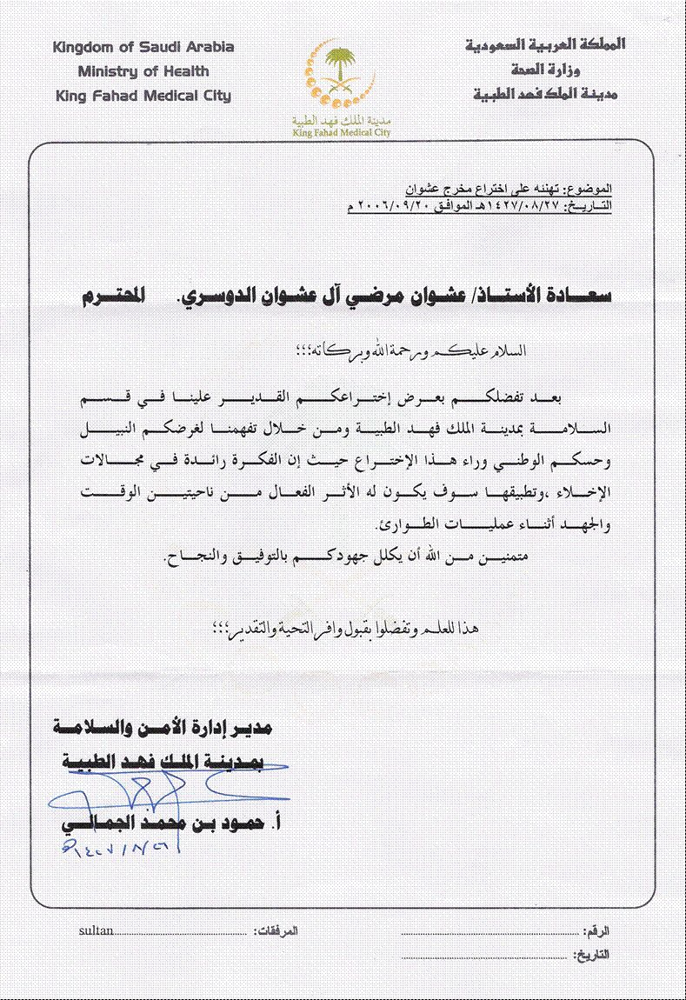 Kingdom of Saudi Arabia
Ministry of Health
King Fahad Medical City
المملكة العربية السعودية
وزارة الصحة
مدينة الملك فهد الطبية
مدينة الملك فهد الطبية
King Fahad Medical City
الموضوع: تهنئه على اختراع مخرج عشوان
التاريخ: ١٤٢٧/٠٨/٢٧هـ الموافق ٢٠٠٦/٠٩/٢٠ م
سعادة الأستاذ/ عشوان مرضي آل عشوان الدوسري. المحترم
السلام عليكم ورحمة الله وبركاته؛؛؛
بعد تفضلكم بعرض إختراعكم القدير علينا في قسم
السلامة بمدينة الملك فهد الطبية ومن خلال تفهمنا لغرضكم النبيل
وحسكم الوطني وراء هذا الإختراع حيث إن الفكرة رائدة في مجالات
الإخلاء ،وتطبيقها سوف يكون له الأثر الفعال من ناحيتين الوقت
والجهد أثناء عمليات الطوارئ.
متمنين من الله أن يكلل جهودكم بالتوفيق والنجاح.
هذا للعلم وتفضلوا بقبول وافر التحية والتقدير؛؛؛
مدير إدارة الأمن والسلامة
بمدينة الملك فهد الطبية
أ. حمود بن محمد الجمالي
الرقم:
المرفقات: sultan
التاريخ: